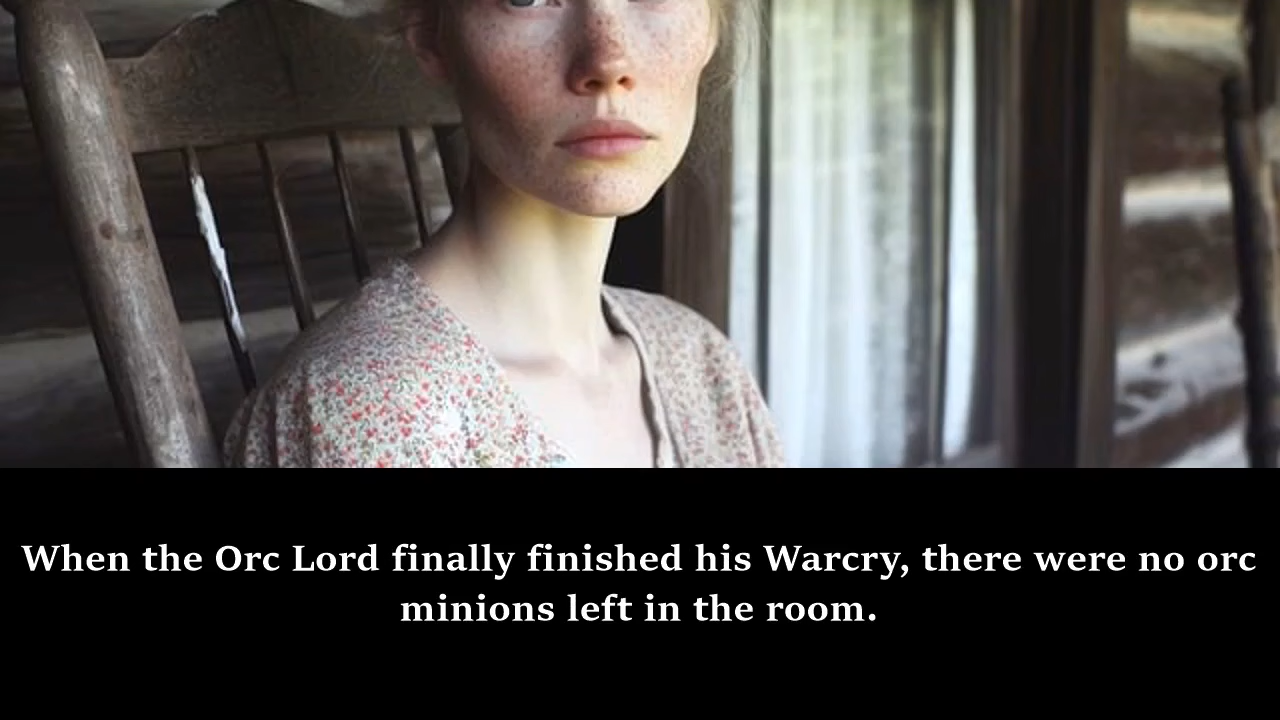 When the Orc Lord finally finished his Warcry, there were no orc
minions left in the room.